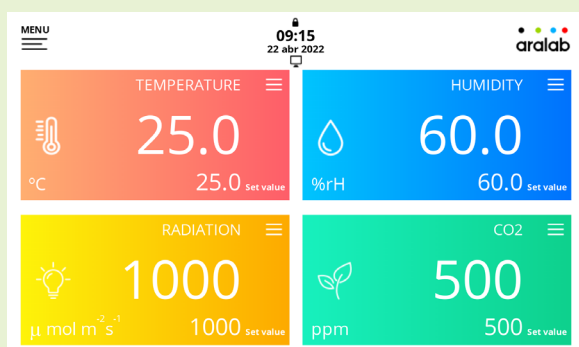 MENU
09:15
22 abr 2022
aralab
TEMPERATURE
25.0
ºC
25.0 Set value
HUMIDITY
60.0
%rH
60.0 Set value
RADIATION
1000
µ mol m⁻² s⁻¹
1000 Set value
CO2
500
ppm
500 Set value